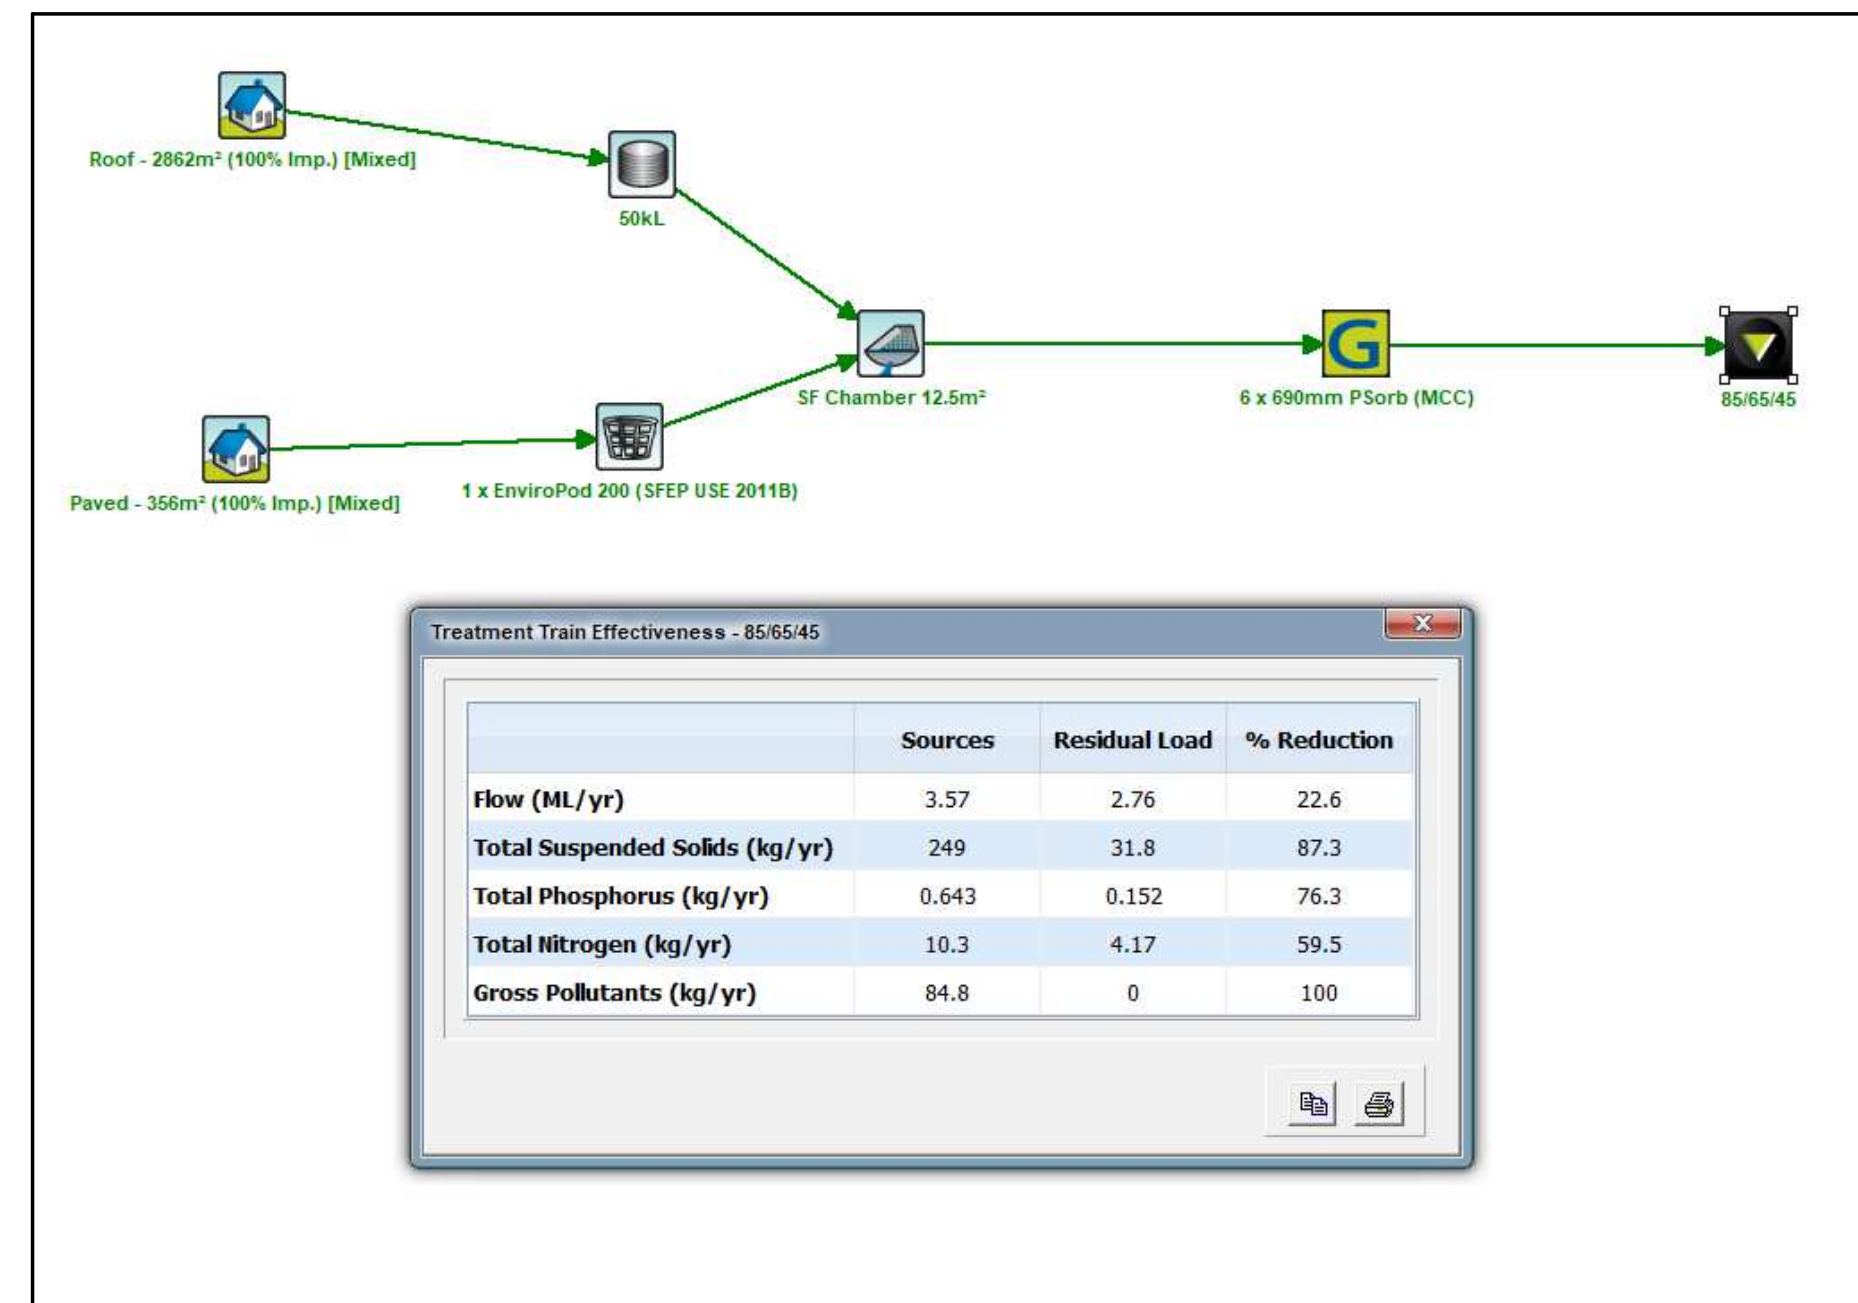 Roof - 2862m² (100% Imp.) [Mixed]
50kL
SF Chamber 12.5m²
G
6 x 690mm PSorb (MCC)
85/65/45
Paved - 356m² (100% Imp.) [Mixed]
1 x EnviroPod 200 (SFEP USE 2011B)
Treatment Train Effectiveness - 85/65/45
Sources Residual Load % Reduction
Flow (ML/yr) 3.57 2.76 22.6
Total Suspended Solids (kg/yr) 249 31.8 87.3
Total Phosphorus (kg/yr) 0.643 0.152 76.3
Total Nitrogen (kg/yr) 10.3 4.17 59.5
Gross Pollutants (kg/yr) 84.8 0 100